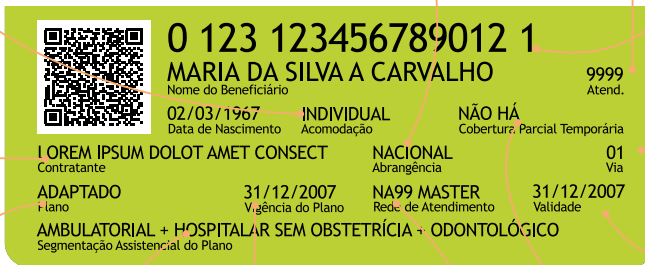 0 123 123456789012 1
MARIA DA SILVA A CARVALHO 9999
Nome do Beneficiário Atend.
02/03/1967 INDIVIDUAL NÃO HÁ
Data de Nascimento Acomodação Cobertura Parcial Temporária
LOREM IPSUM DOLOT AMET CONSECT NACIONAL 01
Contratante Abrangência Via
ADAPTADO 31/12/2007 NA99 MASTER 31/12/2007
Plano Vigência do Plano Rede de Atendimento Validade
AMBULATORIAL + HOSPITALAR SEM OBSTETRÍCIA + ODONTOLÓGICO
Segmentação Assistencial do Plano